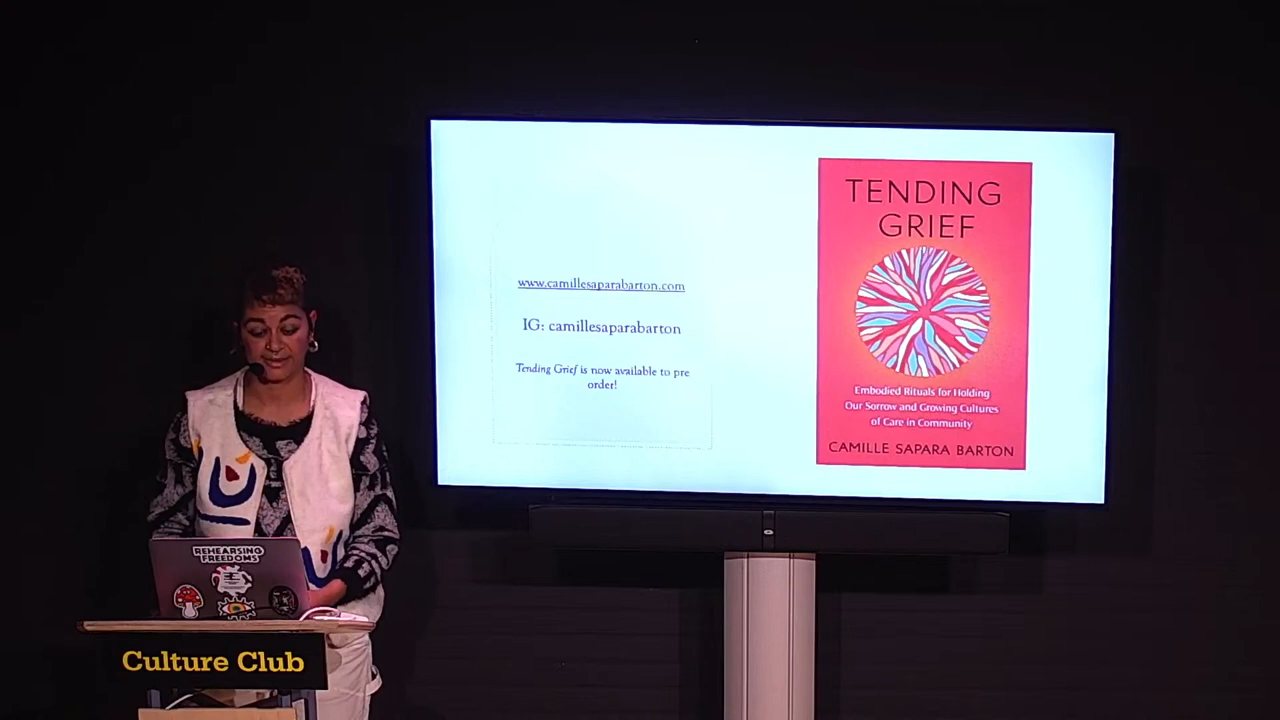 www.camillesaparabarton.com
IG: camillesaparabarton
Tending Grief is now available to pre
order!
TENDING
GRIEF
Embodied Rituals for Holding
Our Sorrow and Growing Cultures
of Care in Community
CAMILLE SAPARA BARTON
REHEARSING
FREEDOMS
Culture Club